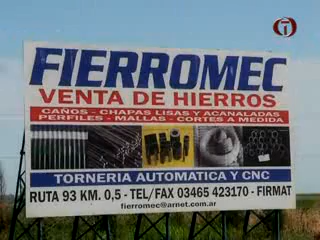 FIERROMEC
VENTA DE HIERROS
CAÑOS - CHAPAS LISAS Y ACANALADAS
PERFILES - MALLAS - CORTES A MEDIDA
TORNERIA AUTOMATICA Y CNC
RUTA 93 KM. 0,5 - TEL/FAX 03465 423170 - FIRMAT
fierromec@arnet.com.ar